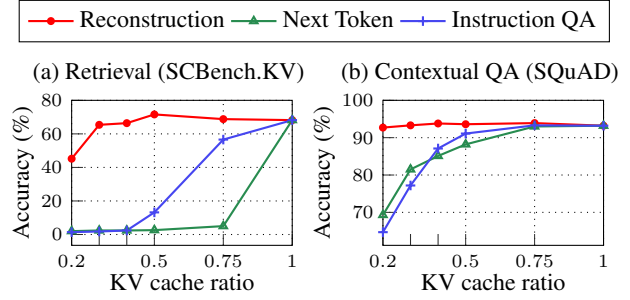 Reconstruction Next Token Instruction QA
(a) Retrieval (SCBench.KV)
Accuracy (%)
80
60
40
20
0
0.2 0.5 0.75 1
KV cache ratio
(b) Contextual QA (SQuAD)
Accuracy (%)
100
90
80
70
0.2 0.5 0.75 1
KV cache ratio